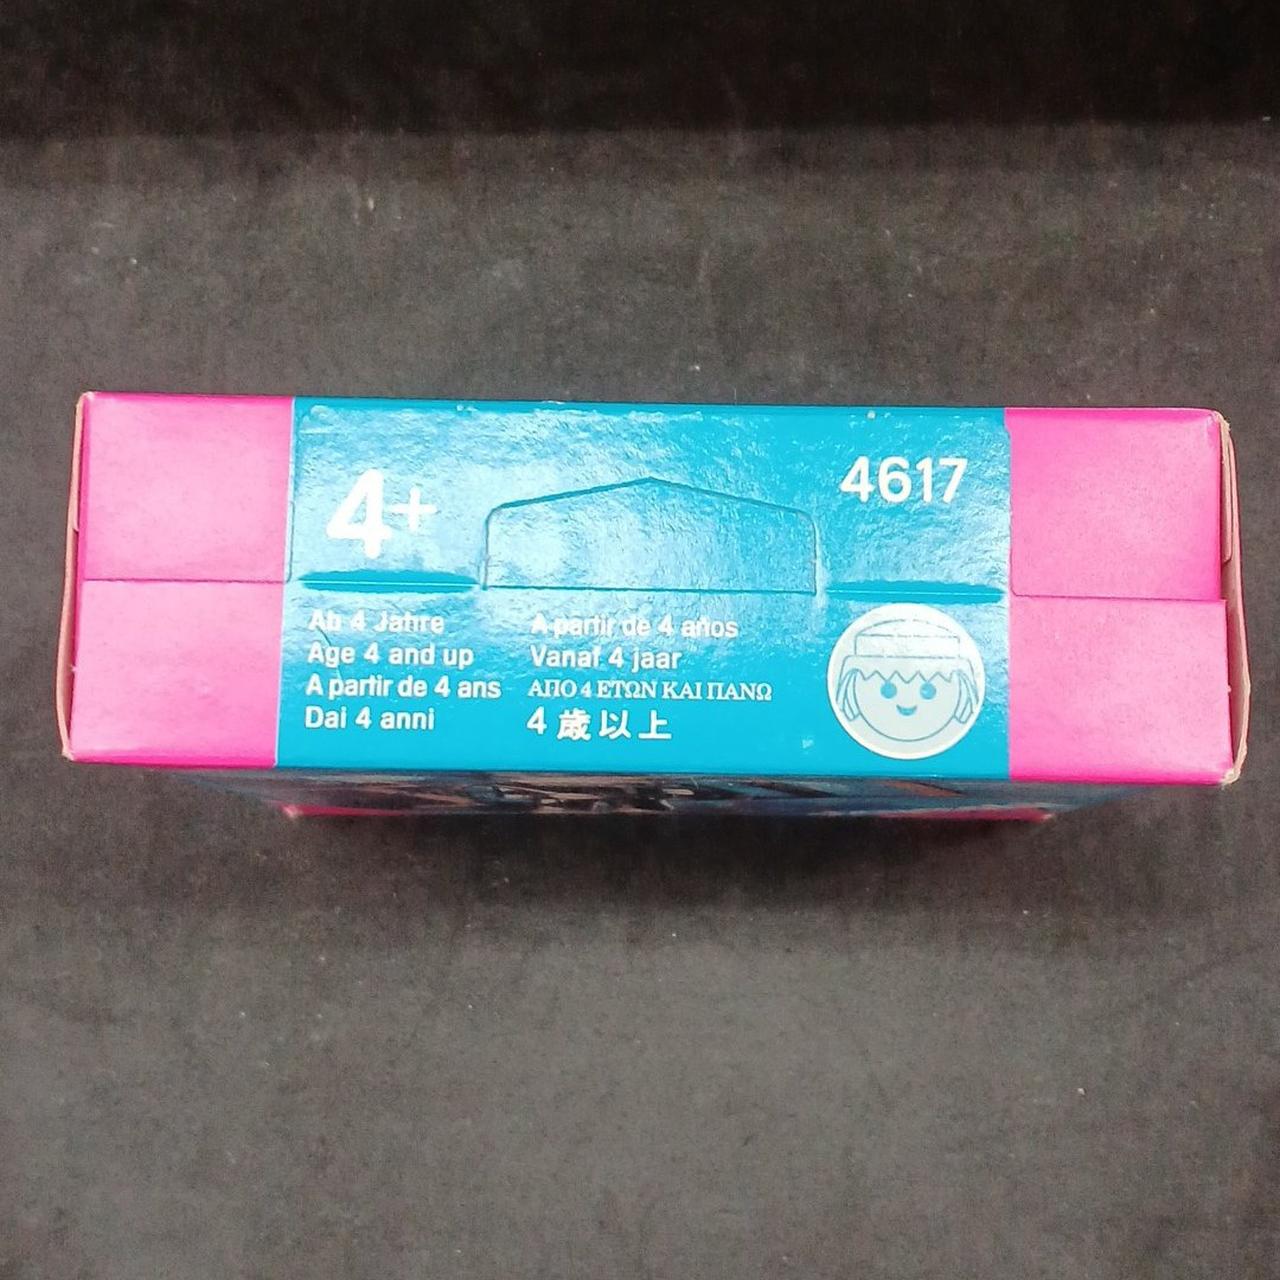 4+
4617
Ab 4 Jahre
Age 4 and up
A partir de 4 ans
Dai 4 anni
A partir de 4 años
Vanaf 4 jaar
ΑΠΟ 4 ΕΤΩΝ ΚΑΙ ΠΑΝΩ
4 歳以上